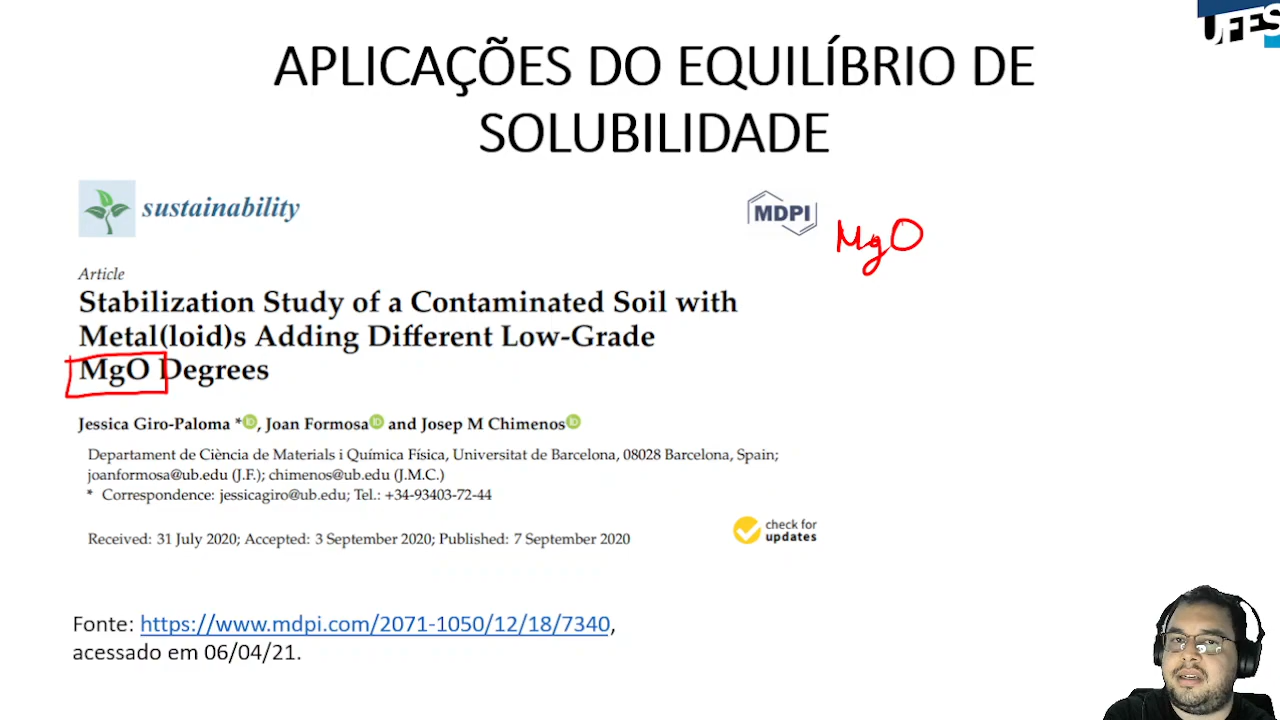 UFES
APLICAÇÕES DO EQUILÍBRIO DE
SOLUBILIDADE
sustainability
MDPI
MgO
Article
Stabilization Study of a Contaminated Soil with
Metal(loid)s Adding Different Low-Grade
MgO Degrees
Jessica Giro-Paloma * iD, Joan Formosa iD and Josep M Chimenos iD
Departament de Ciència de Materials i Química Física, Universitat de Barcelona, 08028 Barcelona, Spain;
joanformosa@ub.edu (J.F.); chimenos@ub.edu (J.M.C.)
* Correspondence: jessicagiro@ub.edu; Tel.: +34-93403-72-44
Received: 31 July 2020; Accepted: 3 September 2020; Published: 7 September 2020
check for
updates
Fonte: https://www.mdpi.com/2071-1050/12/18/7340,
acessado em 06/04/21.